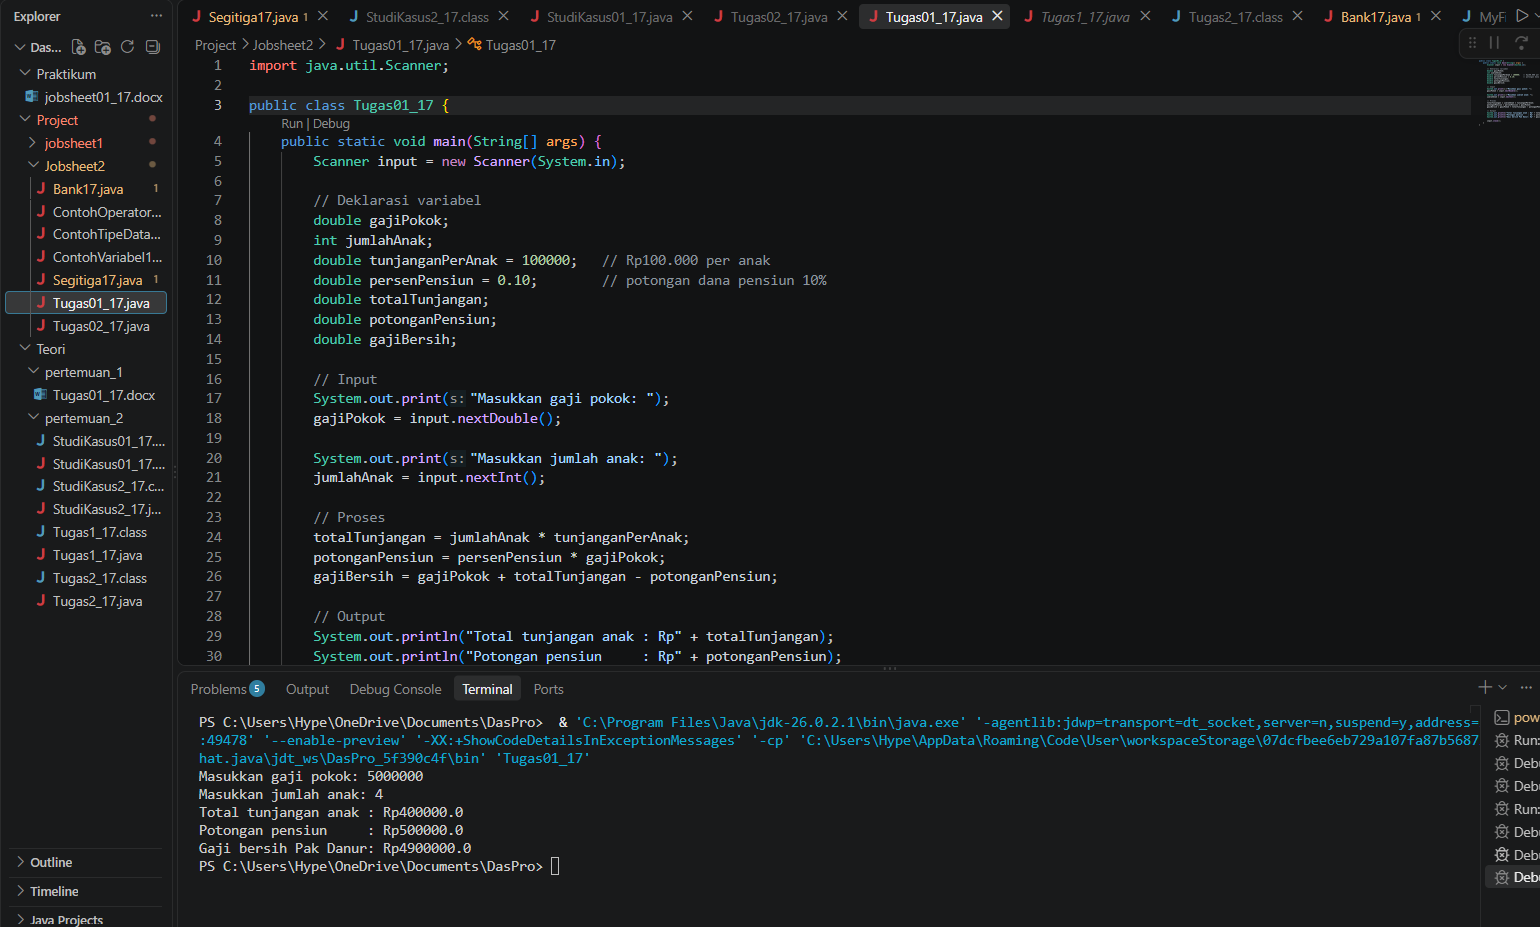 Explorer
Das...
Praktikum
jobsheet01_17.docx
Project
jobsheet1
Jobsheet2
Bank17.java 1
ContohOperator...
ContohTipeData...
ContohVariabel1...
Segitiga17.java 1
Tugas01_17.java
Tugas02_17.java
Teori
pertemuan_1
Tugas01_17.docx
pertemuan_2
StudiKasus01_17....
StudiKasus01_17....
StudiKasus2_17.c...
StudiKasus2_17.j...
Tugas1_17.class
Tugas1_17.java
Tugas2_17.class
Tugas2_17.java
Outline
Timeline
Java Projects
Segitiga17.java 1 StudiKasus2_17.class StudiKasus01_17.java Tugas02_17.java Tugas01_17.java Tugas1_17.java Tugas2_17.class Bank17.java 1 MyFi
Project > Jobsheet2 > Tugas01_17.java > Tugas01_17
1 import java.util.Scanner;
2
3 public class Tugas01_17 {
Run | Debug
4 public static void main(String[] args) {
5 Scanner input = new Scanner(System.in);
6
7 // Deklarasi variabel
8 double gajiPokok;
9 int jumlahAnak;
10 double tunjanganPerAnak = 100000; // Rp100.000 per anak
11 double persenPensiun = 0.10; // potongan dana pensiun 10%
12 double totalTunjangan;
13 double potonganPensiun;
14 double gajiBersih;
15
16 // Input
17 System.out.print(s: "Masukkan gaji pokok: ");
18 gajiPokok = input.nextDouble();
19
20 System.out.print(s: "Masukkan jumlah anak: ");
21 jumlahAnak = input.nextInt();
22
23 // Proses
24 totalTunjangan = jumlahAnak * tunjanganPerAnak;
25 potonganPensiun = persenPensiun * gajiPokok;
26 gajiBersih = gajiPokok + totalTunjangan - potonganPensiun;
27
28 // Output
29 System.out.println("Total tunjangan anak : Rp" + totalTunjangan);
30 System.out.println("Potongan pensiun     : Rp" + potonganPensiun);
Problems 5 Output Debug Console Terminal Ports
PS C:\Users\Hype\OneDrive\Documents\DasPro>  & 'C:\Program Files\Java\jdk-26.0.2.1\bin\java.exe' '-agentlib:jdwp=transport=dt_socket,server=n,suspend=y,address=
:49478' '--enable-preview' '-XX:+ShowCodeDetailsInExceptionMessages' '-cp' 'C:\Users\Hype\AppData\Roaming\Code\User\workspaceStorage\07dcfbee6eb729a107fa87b5687
hat.java\jdt_ws\DasPro_5f390c4f\bin' 'Tugas01_17'
Masukkan gaji pokok: 5000000
Masukkan jumlah anak: 4
Total tunjangan anak : Rp400000.0
Potongan pensiun     : Rp500000.0
Gaji bersih Pak Danur: Rp4900000.0
PS C:\Users\Hype\OneDrive\Documents\DasPro>
pow
Run:
Debu
Debu
Run:
Debu
Debu
Debu